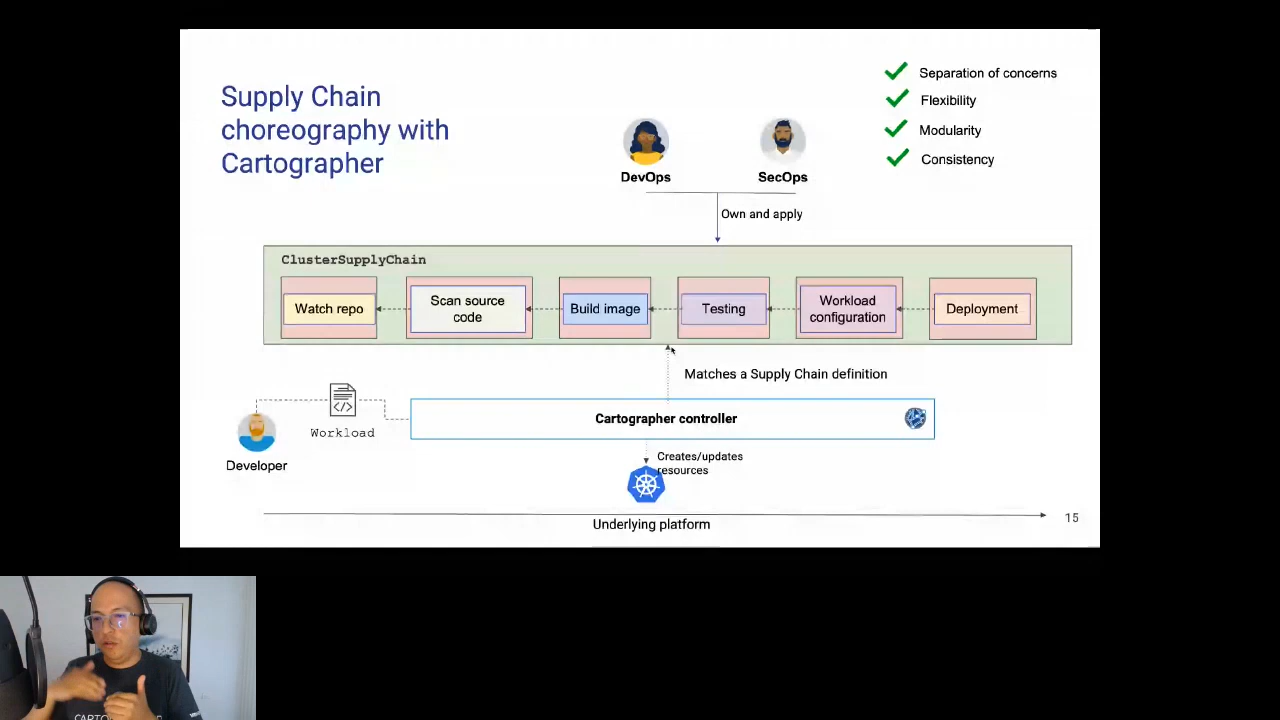 Supply Chain
choreography with
Cartographer
Separation of concerns
Flexibility
Modularity
Consistency
DevOps
SecOps
Own and apply
ClusterSupplyChain
Watch repo
Scan source
code
Build image
Testing
Workload
configuration
Deployment
Matches a Supply Chain definition
Cartographer controller
Workload
Developer
Creates/updates
resources
Underlying platform
15